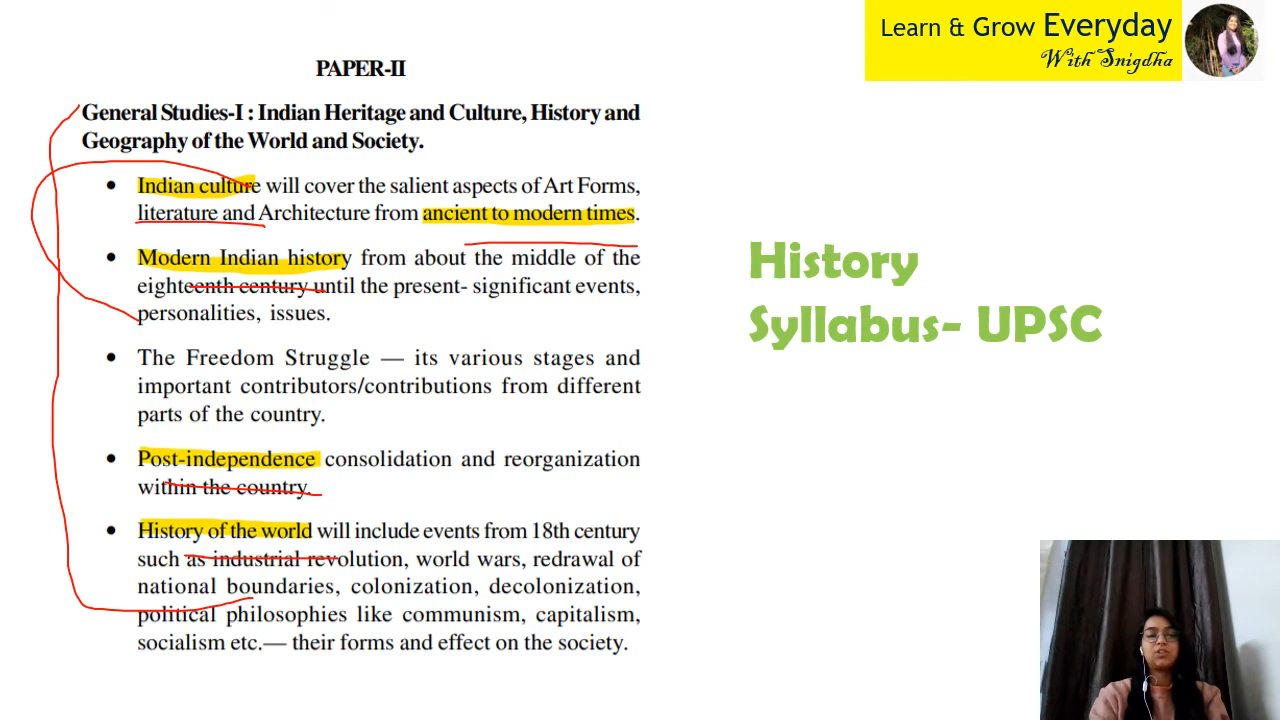 Learn & Grow Everyday
With Snigdha
PAPER-II
General Studies-I : Indian Heritage and Culture, History and
Geography of the World and Society.
• Indian culture will cover the salient aspects of Art Forms,
literature and Architecture from ancient to modern times.
• Modern Indian history from about the middle of the
eighteenth century until the present- significant events,
personalities, issues.
• The Freedom Struggle — its various stages and
important contributors/contributions from different
parts of the country.
• Post-independence consolidation and reorganization
within the country.
• History of the world will include events from 18th century
such as industrial revolution, world wars, redrawal of
national boundaries, colonization, decolonization,
political philosophies like communism, capitalism,
socialism etc.— their forms and effect on the society.
History
Syllabus- UPSC